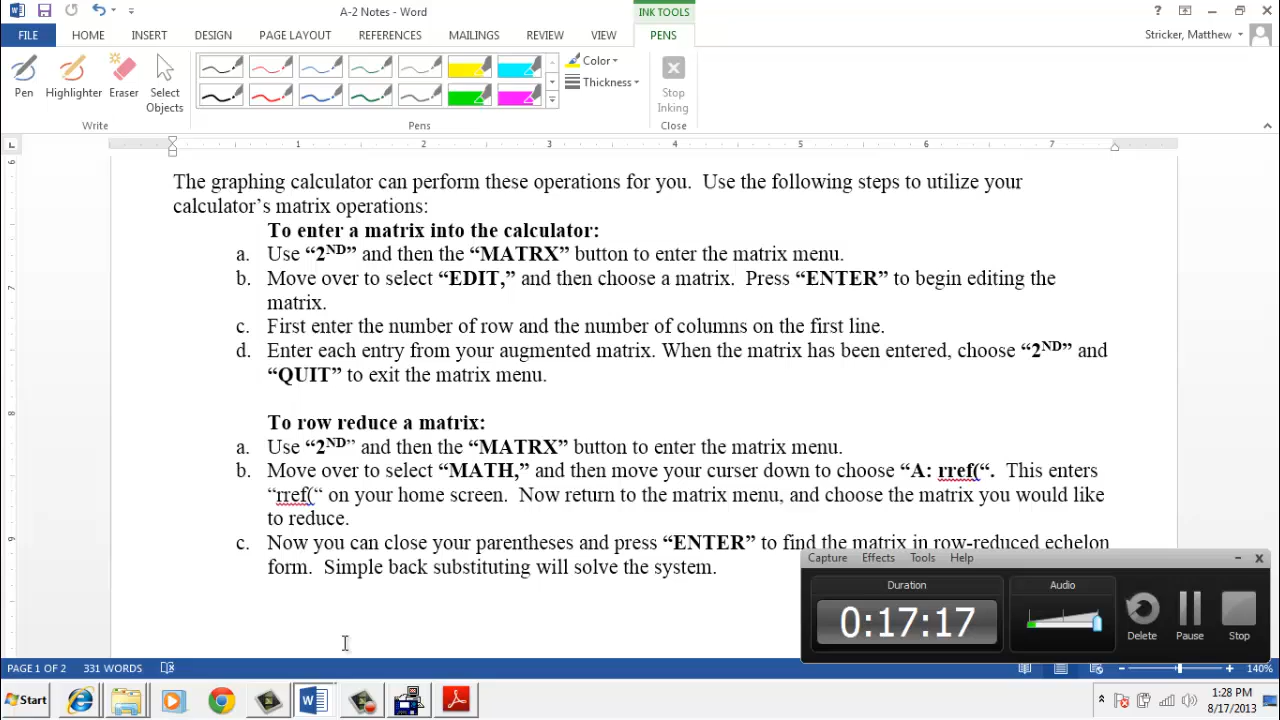 A-2 Notes - Word
INK TOOLS
FILE HOME INSERT DESIGN PAGE LAYOUT REFERENCES MAILINGS REVIEW VIEW PENS
Stricker, Matthew
Pen Highlighter Eraser Select Objects
Color
Thickness
Stop Inking
Write Pens Close
1 2 3 4 5 6 7
The graphing calculator can perform these operations for you. Use the following steps to utilize your
calculator’s matrix operations:
To enter a matrix into the calculator:
a. Use “2ND” and then the “MATRX” button to enter the matrix menu.
b. Move over to select “EDIT,” and then choose a matrix. Press “ENTER” to begin editing the
matrix.
c. First enter the number of row and the number of columns on the first line.
d. Enter each entry from your augmented matrix. When the matrix has been entered, choose “2ND” and
“QUIT” to exit the matrix menu.
To row reduce a matrix:
a. Use “2ND” and then the “MATRX” button to enter the matrix menu.
b. Move over to select “MATH,” and then move your curser down to choose “A: rref(“. This enters
“rref(“ on your home screen. Now return to the matrix menu, and choose the matrix you would like
to reduce.
c. Now you can close your parentheses and press “ENTER” to find the matrix in row-reduced echelon
form. Simple back substituting will solve the system.
Capture Effects Tools Help
Duration Audio
0:17:17
Delete Pause Stop
PAGE 1 OF 2 331 WORDS
140%
Start
1:28 PM
8/17/2013